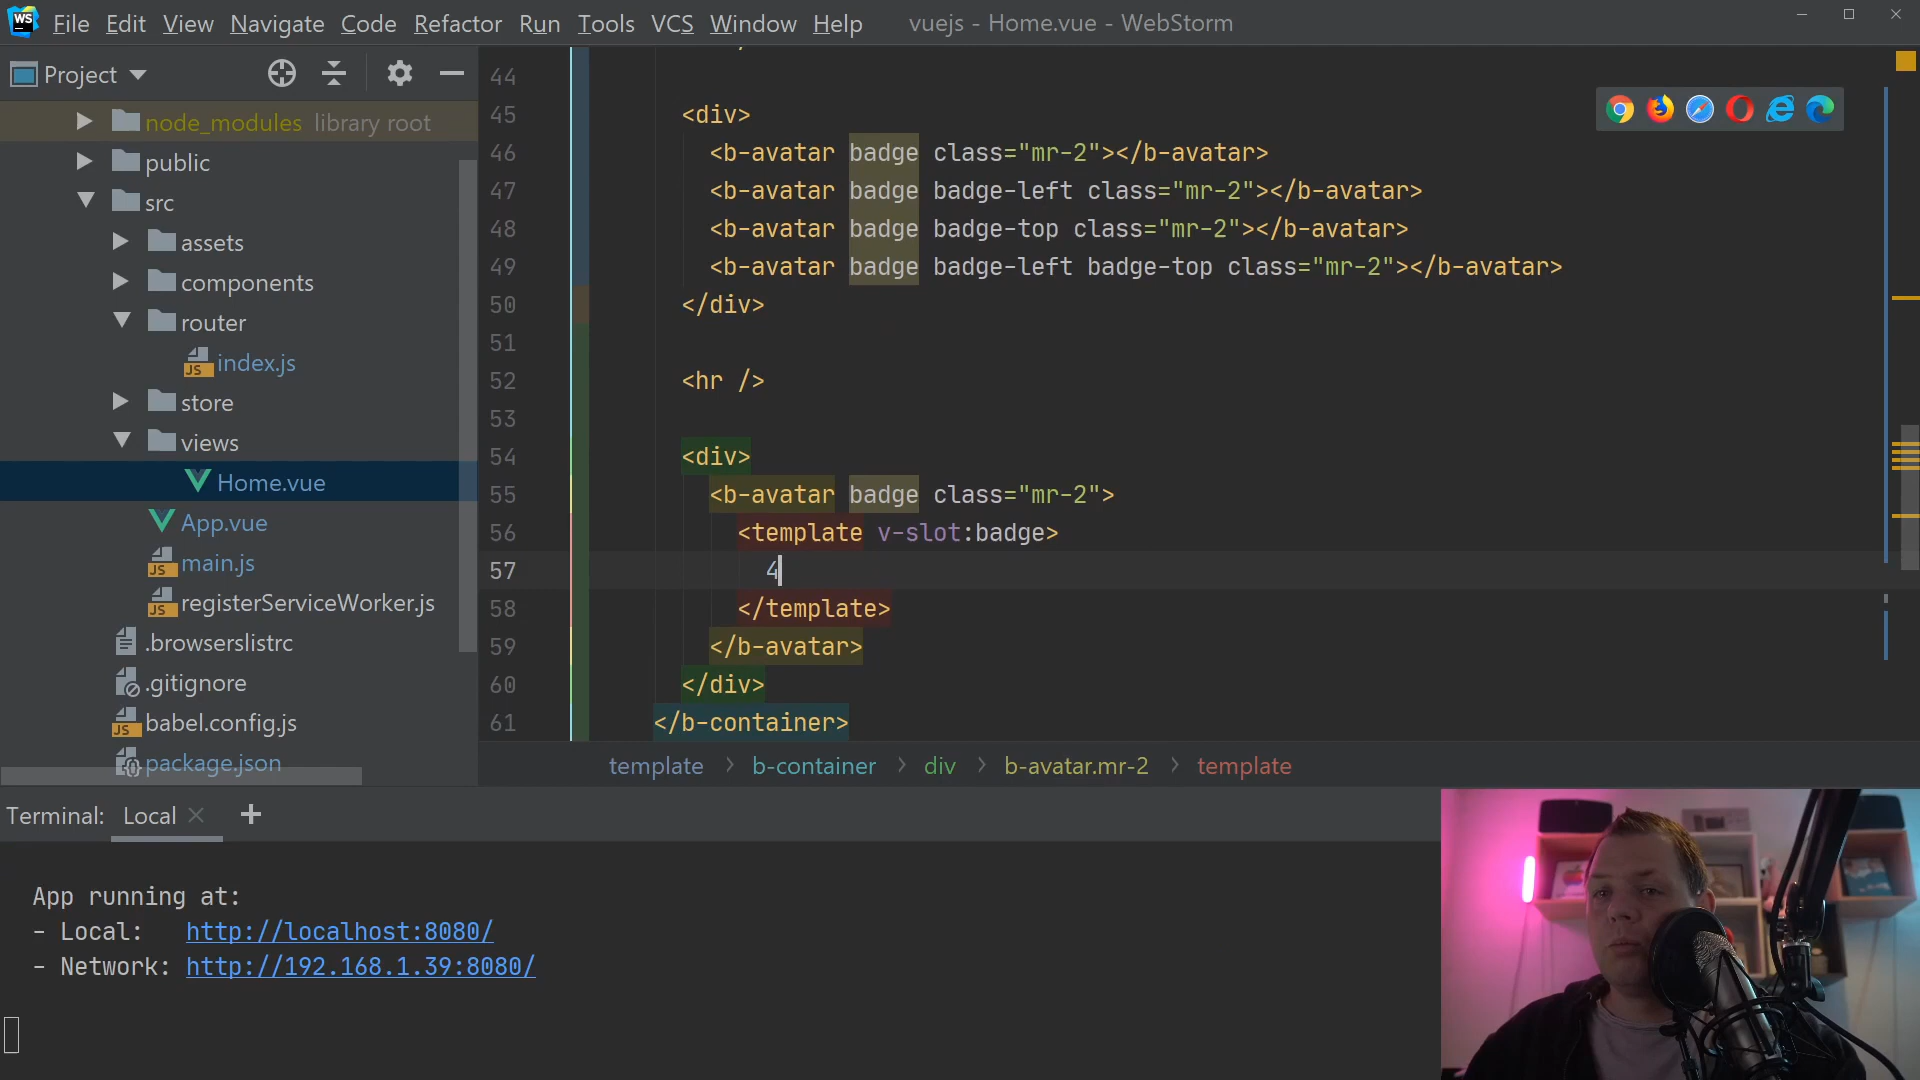 WS File Edit View Navigate Code Refactor Run Tools VCS Window Help vuejs - Home.vue - WebStorm
Project
node_modules library root
public
src
assets
components
router
JS index.js
store
views
Home.vue
App.vue
JS main.js
JS registerServiceWorker.js
.browserslistrc
.gitignore
JS babel.config.js
package.json
44
45 <div>
46 <b-avatar badge class="mr-2"></b-avatar>
47 <b-avatar badge badge-left class="mr-2"></b-avatar>
48 <b-avatar badge badge-top class="mr-2"></b-avatar>
49 <b-avatar badge badge-left badge-top class="mr-2"></b-avatar>
50 </div>
51
52 <hr />
53
54 <div>
55 <b-avatar badge class="mr-2">
56 <template v-slot:badge>
57 4
58 </template>
59 </b-avatar>
60 </div>
61 </b-container>
template > b-container > div > b-avatar.mr-2 > template
Terminal: Local × +
App running at:
- Local: http://localhost:8080/
- Network: http://192.168.1.39:8080/